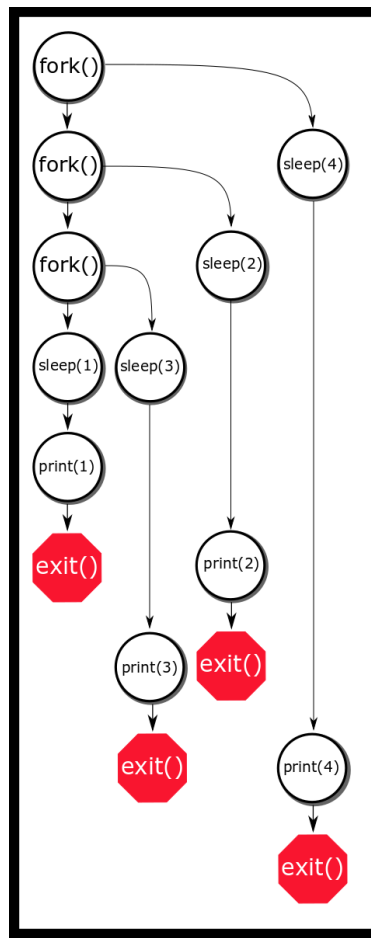 fork()
fork()
sleep(4)
fork()
sleep(2)
sleep(1)
sleep(3)
print(1)
exit()
print(2)
print(3)
exit()
exit()
print(4)
exit()